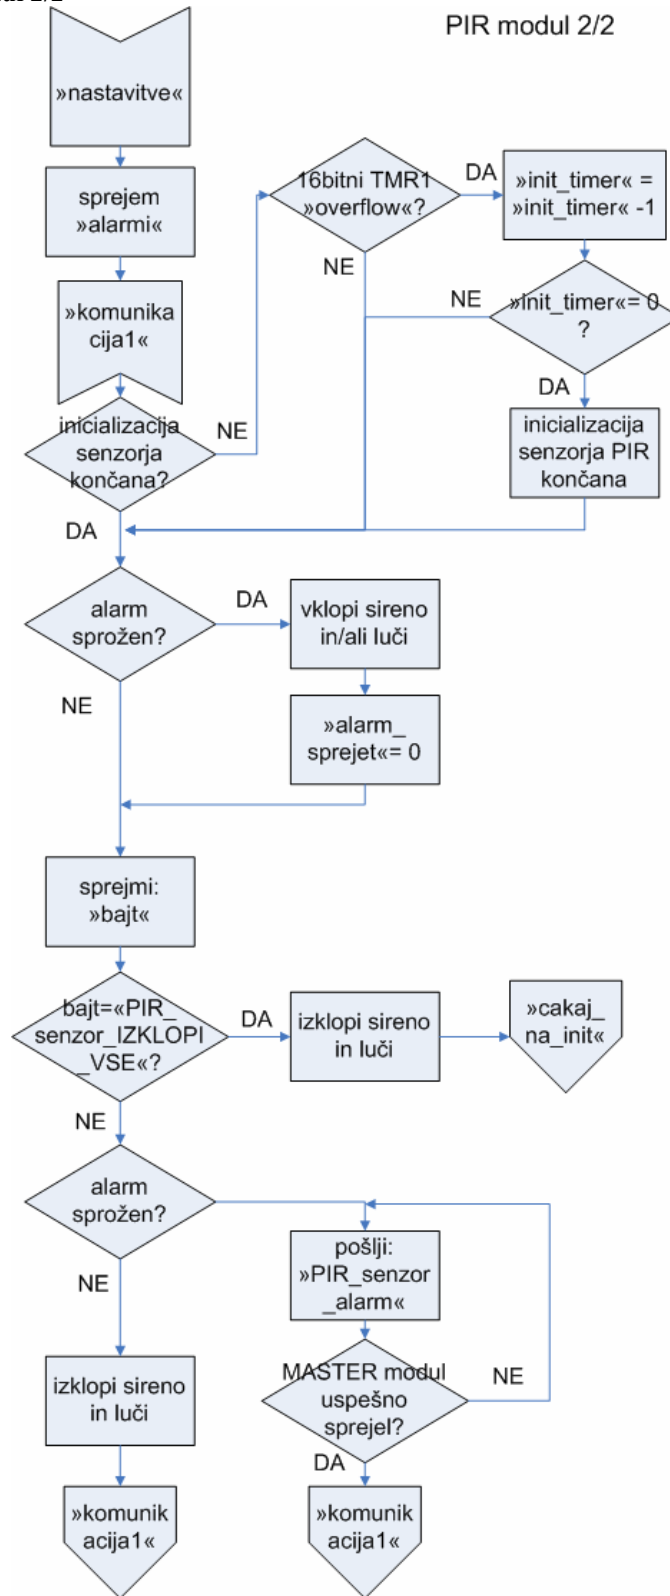 PIR modul 2/2
»nastavitve«
sprejem
»alarmi«
»komunika
cija1«
inicializacija
senzorja
končana?
NE
DA
16bitni TMR1
»overflow«?
DA
NE
»init_timer« =
»init_timer« -1
»init_timer«= 0
?
NE
DA
inicializacija
senzorja PIR
končana
alarm
sprožen?
DA
NE
vklopi sireno
in/ali luči
»alarm_
sprejet«= 0
sprejmi:
»bajt«
bajt=«PIR_
senzor_IZKLOPI
_VSE«?
DA
NE
izklopi sireno
in luči
»cakaj_
na_init«
alarm
sprožen?
NE
pošlji:
»PIR_senzor
_alarm«
MASTER modul
uspešno
sprejel?
NE
DA
izklopi sireno
in luči
»komunik
acija1«
»komunik
acija1«